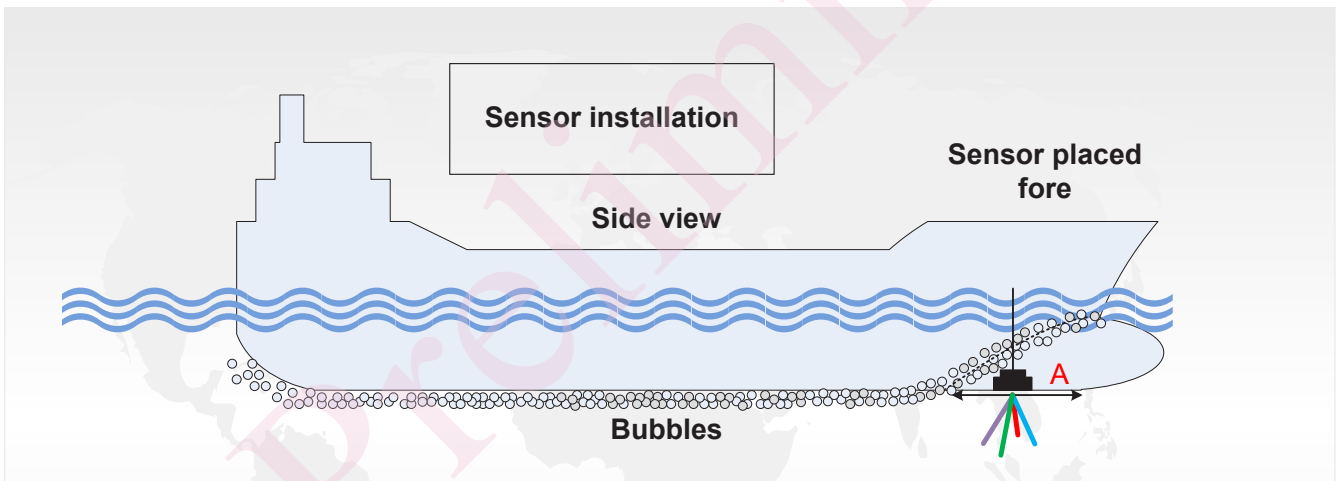 Sensor installation
Sensor placed
fore
Side view
A
Bubbles